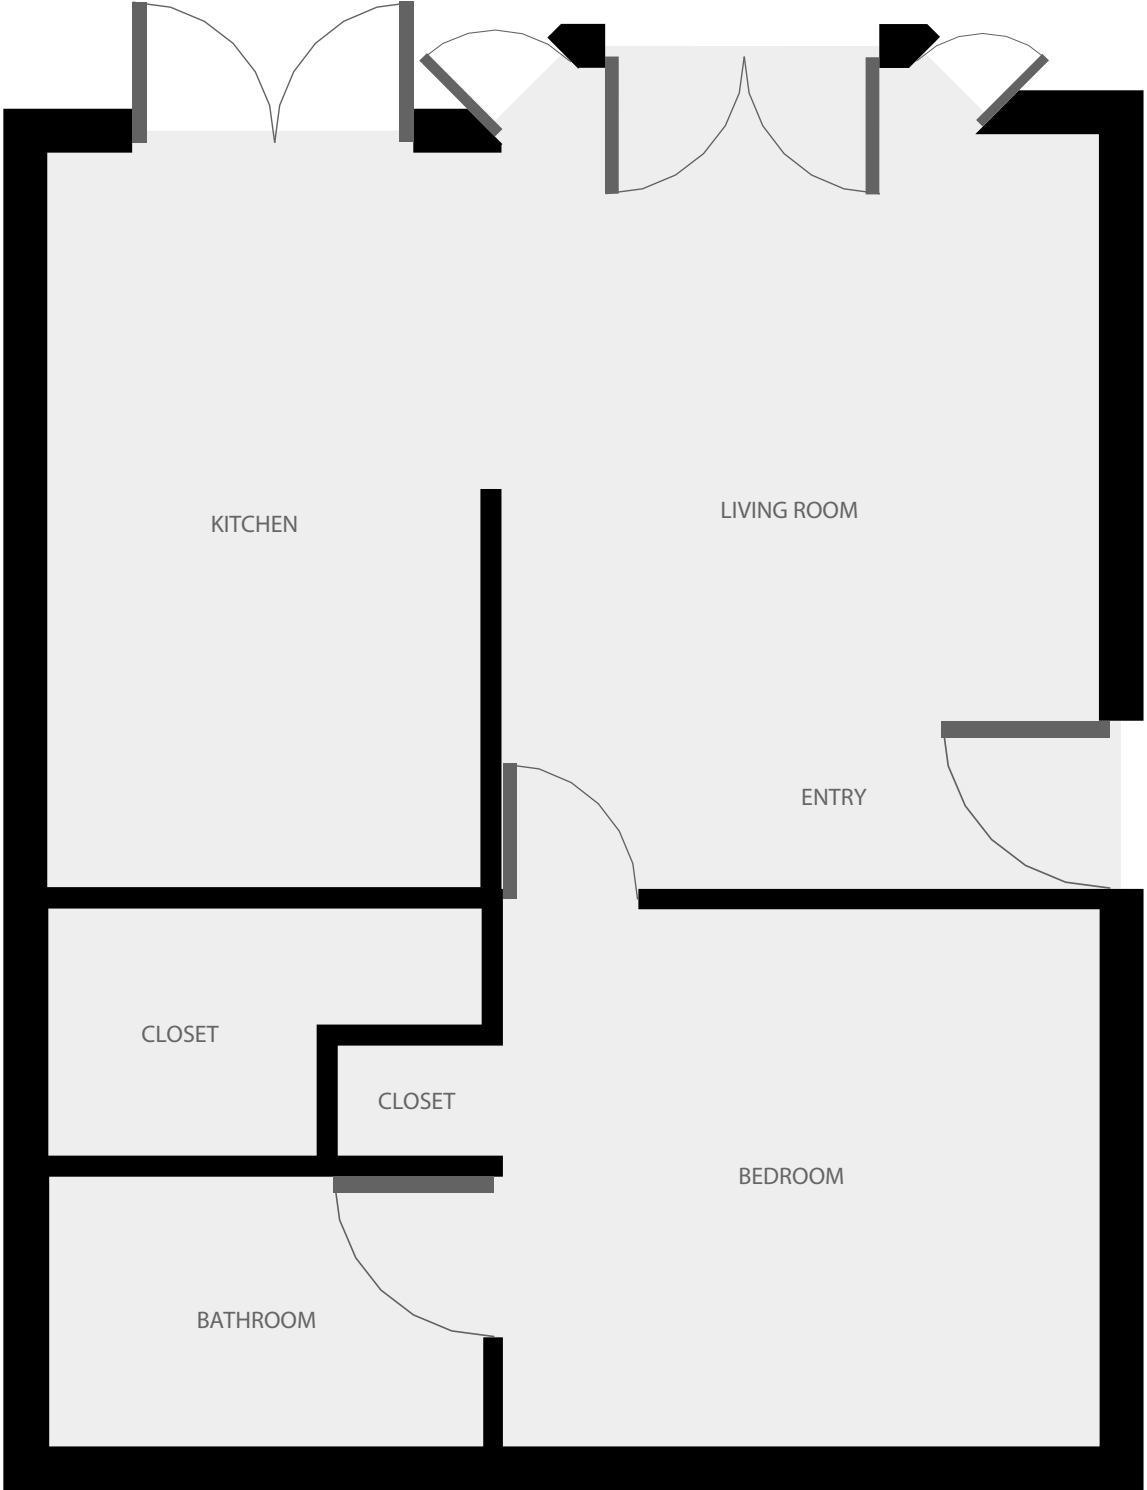 KITCHEN
LIVING ROOM
ENTRY
CLOSET
CLOSET
BEDROOM
BATHROOM